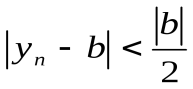 |yₙ - b| < |b|/2